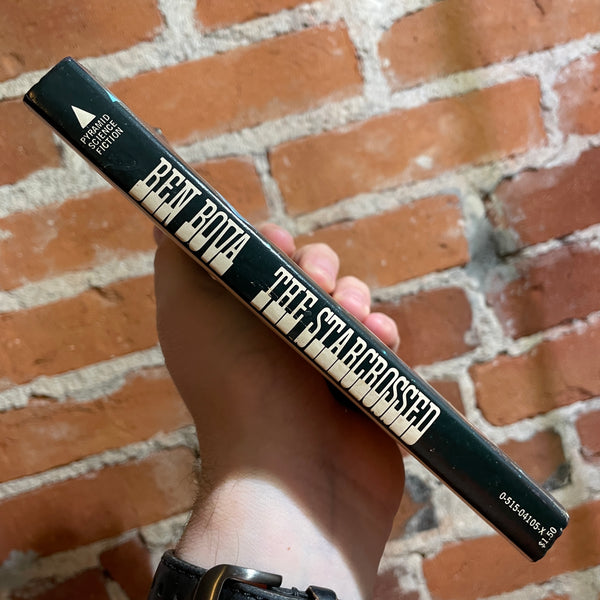 PYRAMID
SCIENCE
FICTION
BEN BOVA
THE STARCROSSED
0-515-04105-X
$1.50